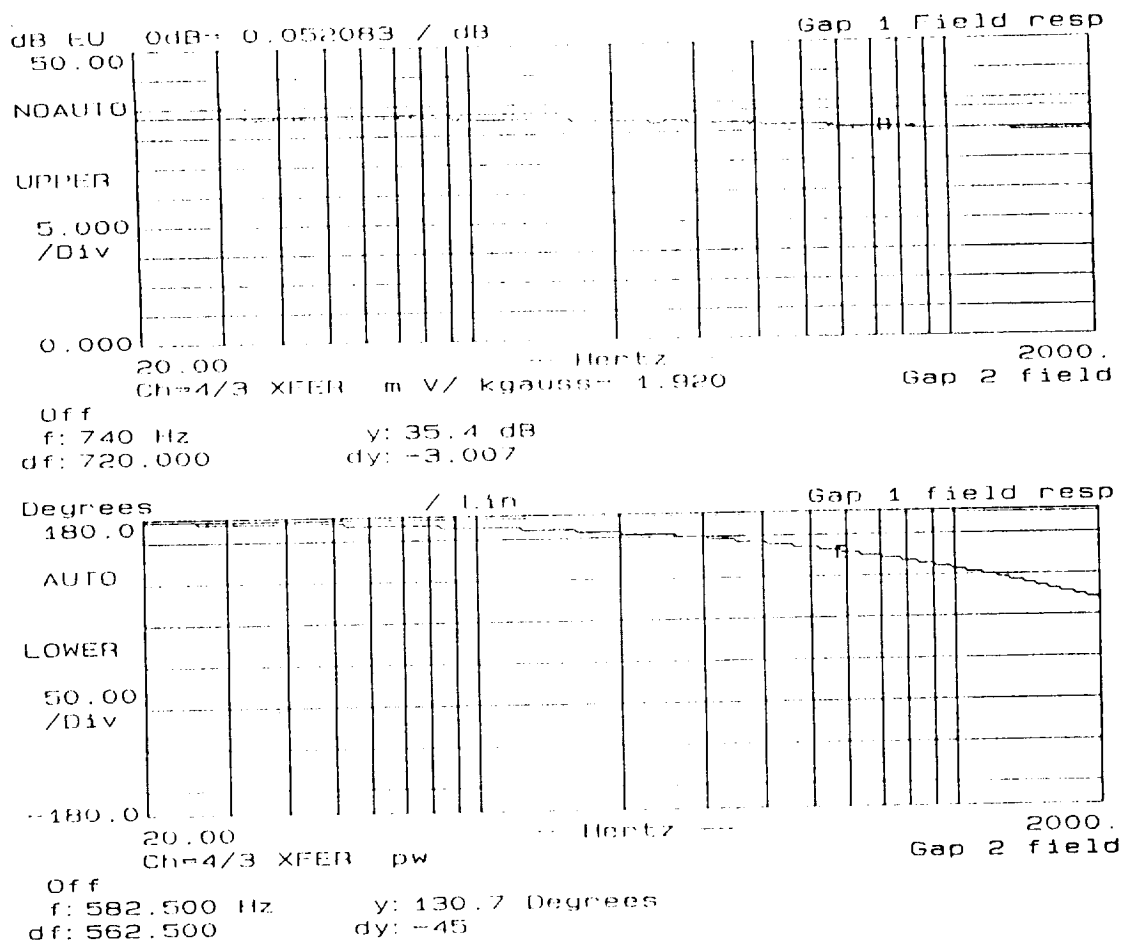 Gap 1 Field resp
dB EU 0dB= 0.052083 / dB
50.00
NOAUTO
UPPER
5.000
/Div
0.000
20.00 -- Hertz -- 2000.
Ch=4/3 XFER m V/ kgauss= 1.920 Gap 2 field
Off
f: 740 Hz y: 35.4 dB
df: 720.000 dy: -3.007
Degrees / Lin Gap 1 field resp
180.0
AUTO
LOWER
50.00
/Div
-180.0
20.00 -- Hertz -- 2000.
Ch=4/3 XFER pw Gap 2 field
Off
f: 582.500 Hz y: 130.7 Degrees
df: 562.500 dy: -45